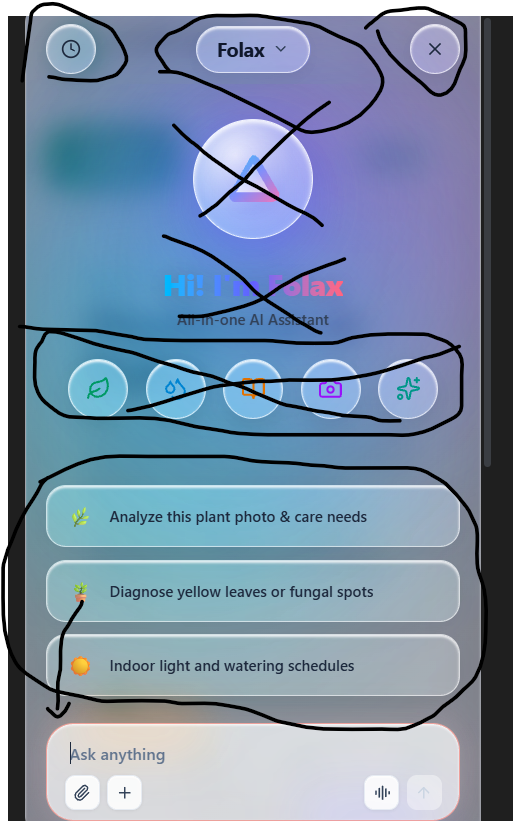 Folax
Hi! I'm Folax
All-in-one AI Assistant
Analyze this plant photo & care needs
Diagnose yellow leaves or fungal spots
Indoor light and watering schedules
Ask anything